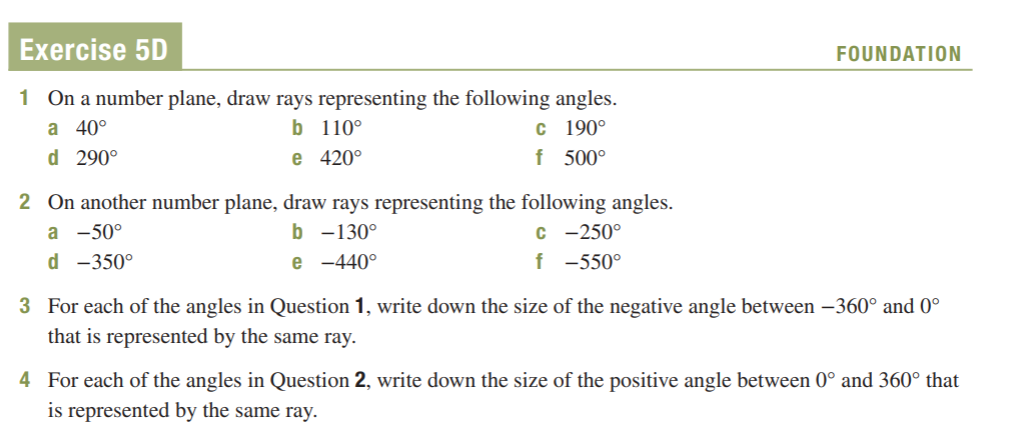 Exercise 5D
FOUNDATION
1 On a number plane, draw rays representing the following angles.
a 40° b 110° c 190°
d 290° e 420° f 500°
2 On another number plane, draw rays representing the following angles.
a −50° b −130° c −250°
d −350° e −440° f −550°
3 For each of the angles in Question 1, write down the size of the negative angle between −360° and 0°
that is represented by the same ray.
4 For each of the angles in Question 2, write down the size of the positive angle between 0° and 360° that
is represented by the same ray.